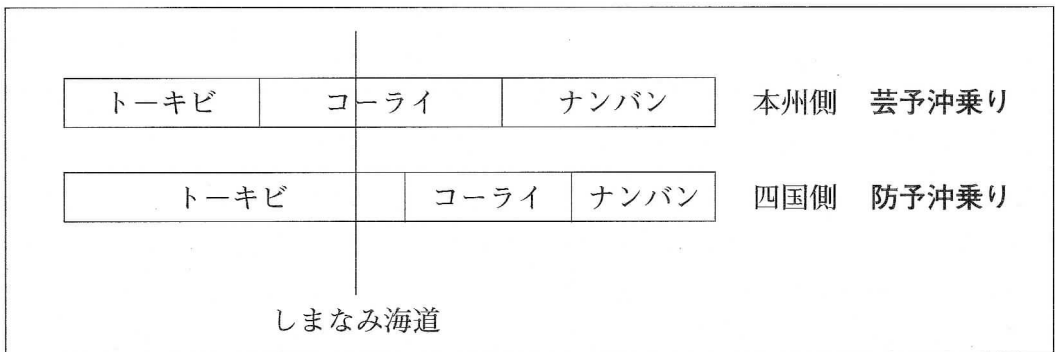 トーキビ コーライ ナンバン 本州側 芸予沖乗り
トーキビ コーライ ナンバン 四国側 防予沖乗り
しまなみ海道